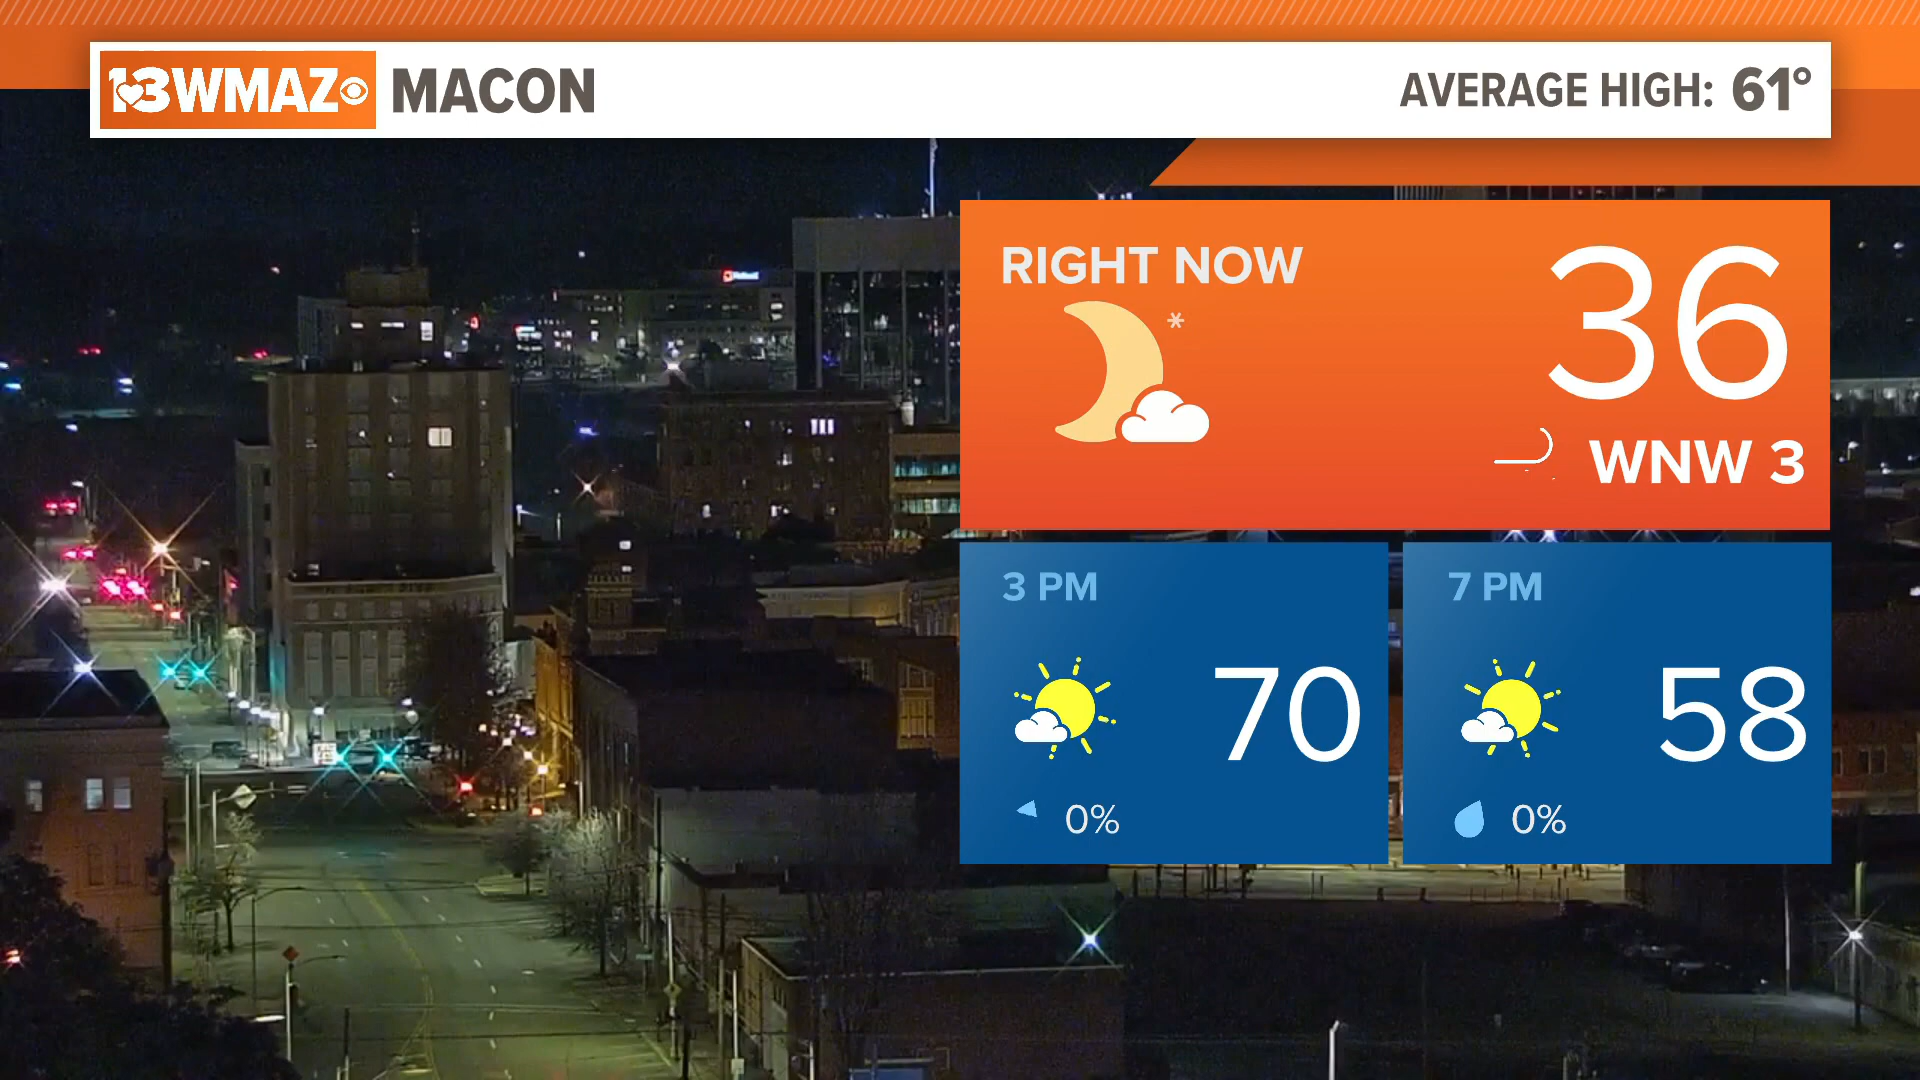 13WMAZ
MACON
AVERAGE HIGH: 61°
RIGHT NOW
36
WNW 3
3 PM
70
0%
7 PM
58
0%